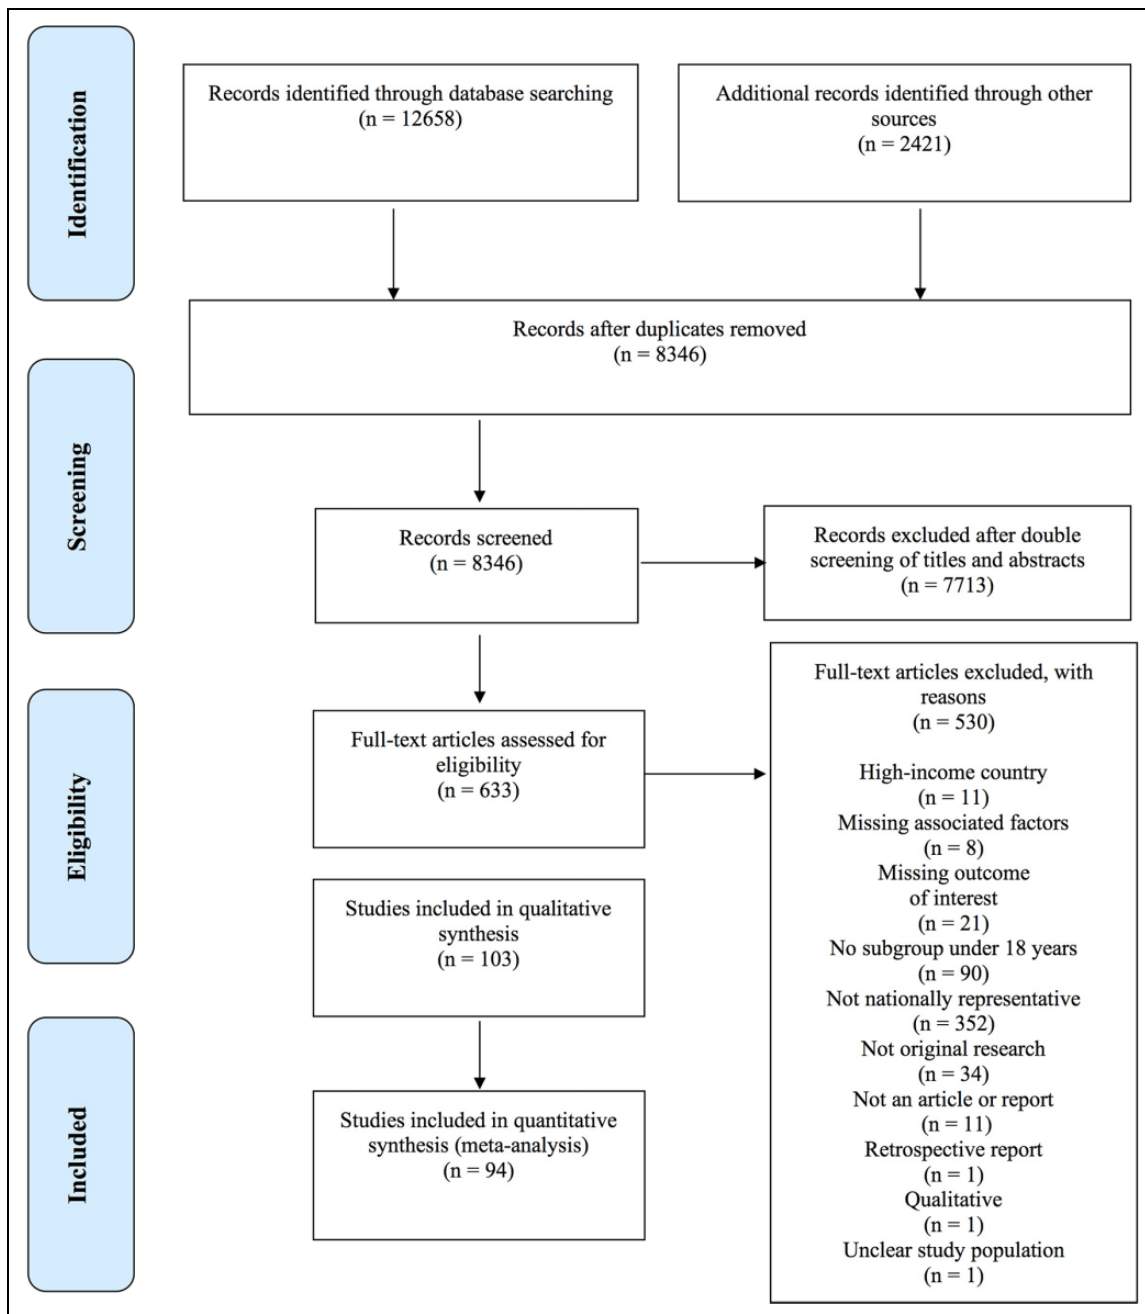 Identification
Records identified through database searching
(n = 12658)
Additional records identified through other
sources
(n = 2421)
Records after duplicates removed
(n = 8346)
Screening
Records screened
(n = 8346)
Records excluded after double
screening of titles and abstracts
(n = 7713)
Eligibility
Full-text articles assessed for
eligibility
(n = 633)
Full-text articles excluded, with
reasons
(n = 530)
High-income country
(n = 11)
Missing associated factors
(n = 8)
Missing outcome
of interest
(n = 21)
No subgroup under 18 years
(n = 90)
Not nationally representative
(n = 352)
Not original research
(n = 34)
Not an article or report
(n = 11)
Retrospective report
(n = 1)
Qualitative
(n = 1)
Unclear study population
(n = 1)
Studies included in qualitative
synthesis
(n = 103)
Included
Studies included in quantitative
synthesis (meta-analysis)
(n = 94)